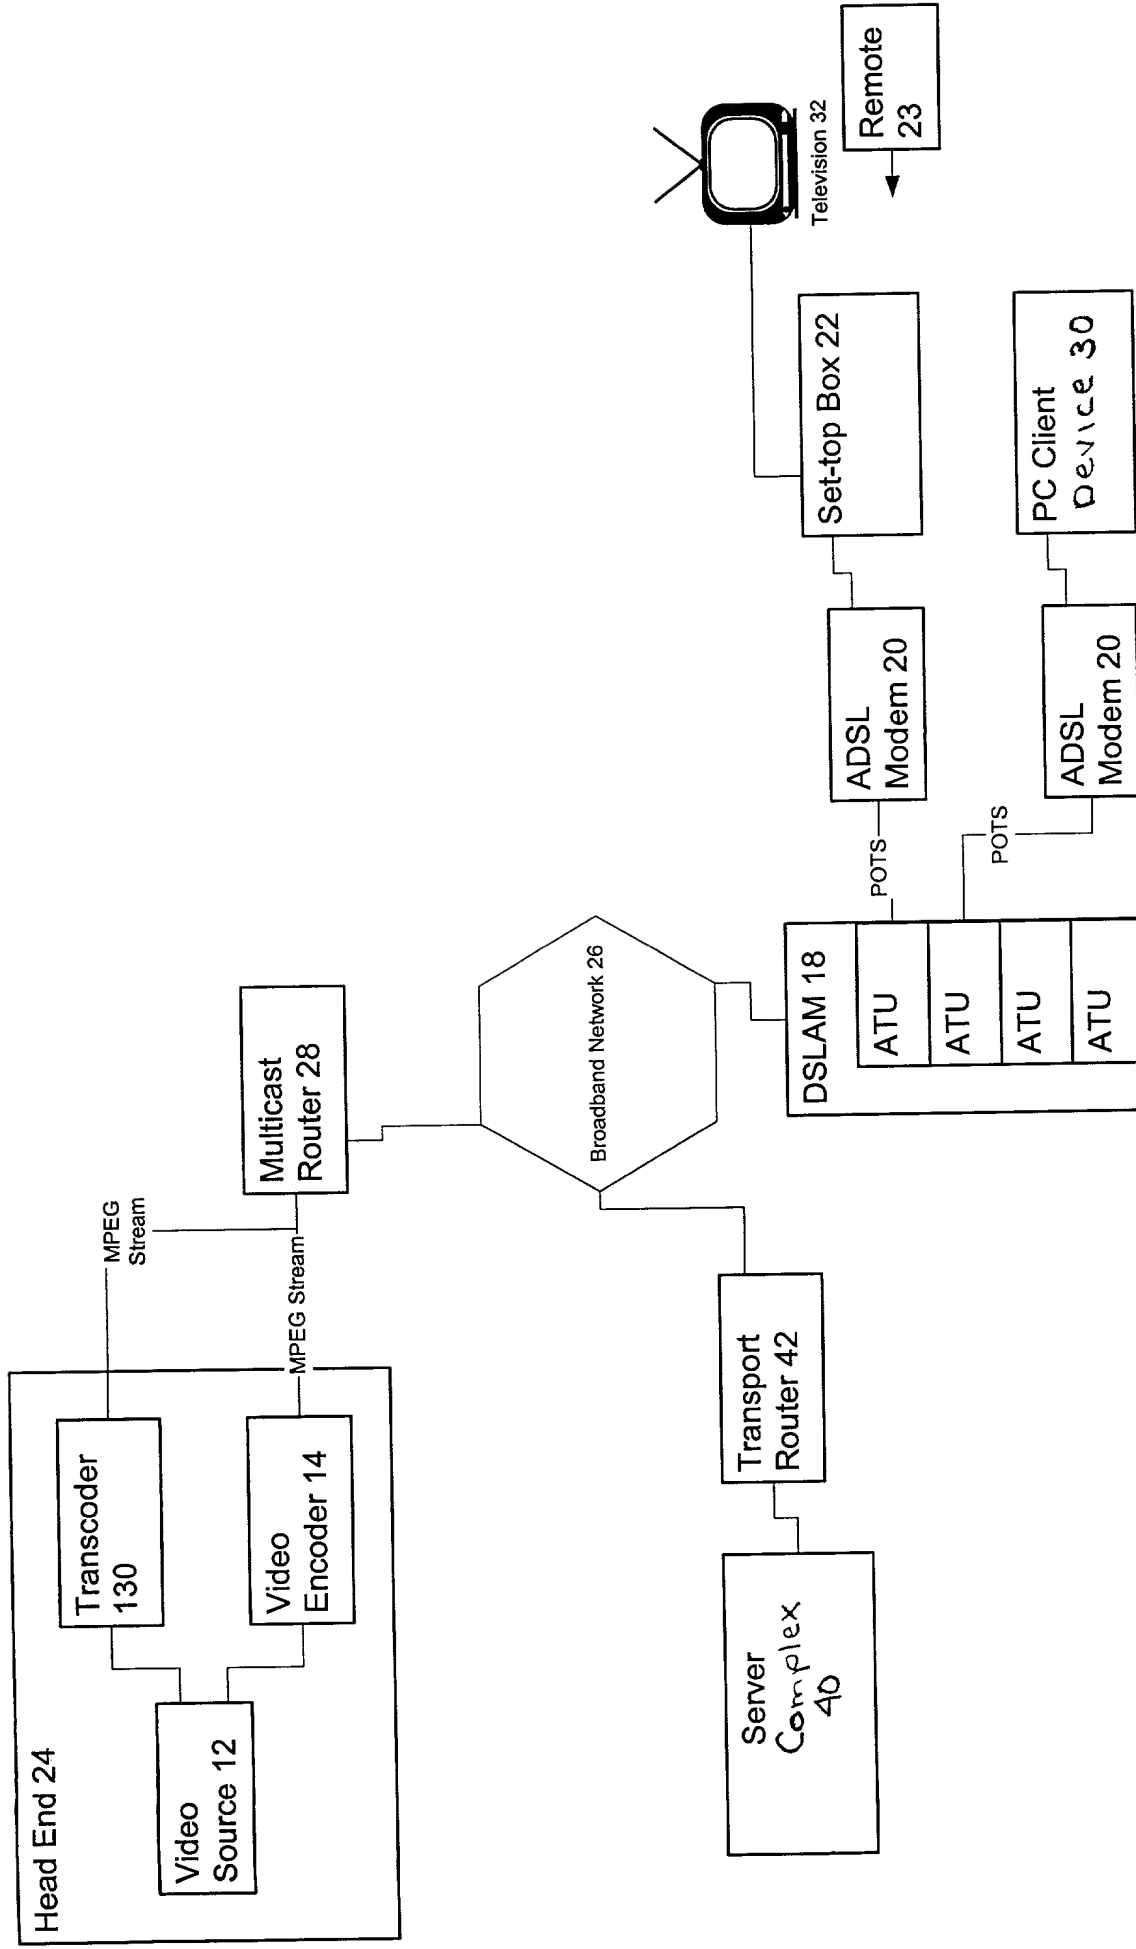 Head End 24
Video
Source 12
Transcoder
130
Video
Encoder 14
MPEG
Stream
MPEG Stream
Multicast
Router 28
Broadband Network 26
Server
Complex
40
Transport
Router 42
DSLAM 18
ATU
ATU
ATU
ATU
POTS
POTS
ADSL
Modem 20
ADSL
Modem 20
Set-top Box 22
PC Client
Device 30
Television 32
Remote
23